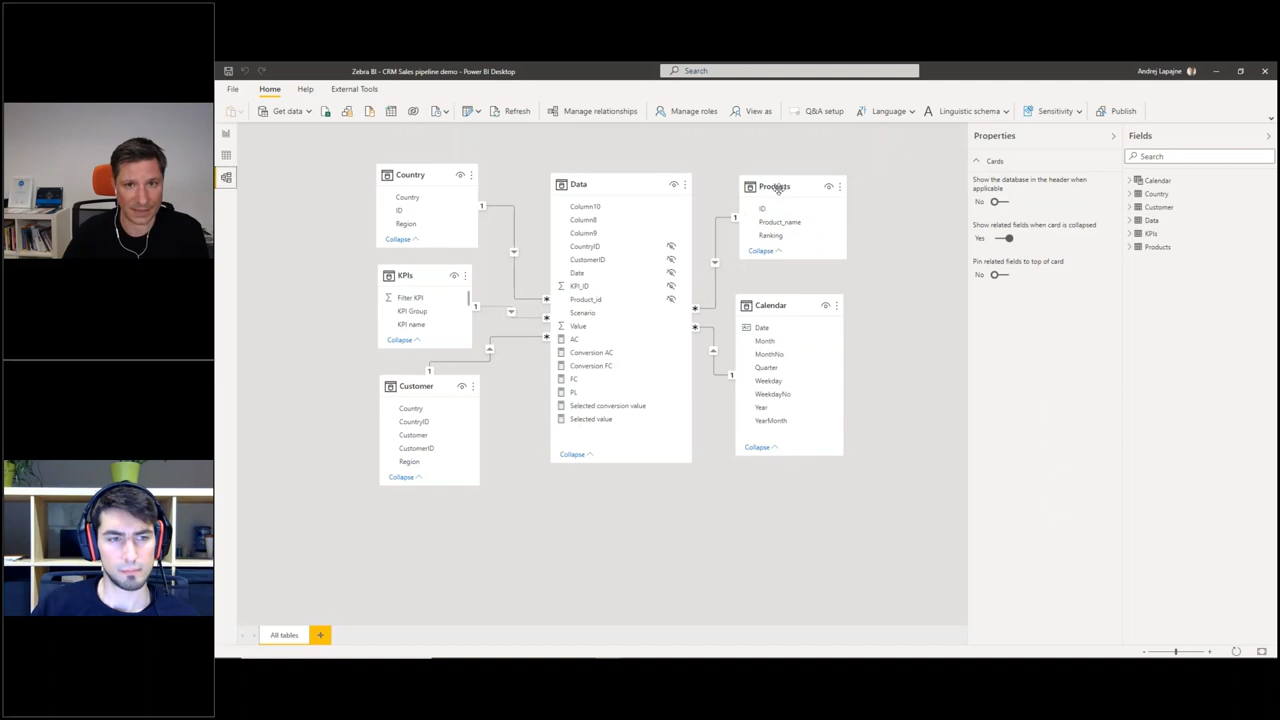 Zebra BI - CRM Sales pipeline demo - Power BI Desktop
Search
Andrej Lapajne
File
Home
Help
External Tools
Get data
Refresh
Manage relationships
Manage roles
View as
Q&A setup
Language
Linguistic schema
Sensitivity
Publish
Country
Country
ID
Region
Collapse
KPIs
Filter KPI
KPI Group
KPI name
Collapse
Customer
Country
CountryID
Customer
CustomerID
Region
Collapse
1
1
1
Data
Column10
Column8
Column9
CountryID
CustomerID
Date
KPI_ID
Product_id
Scenario
Value
AC
Conversion AC
Conversion FC
FC
PL
Selected conversion value
Selected value
Collapse
*
*
*
*
*
1
1
Products
ID
Product_name
Ranking
Collapse
Calendar
Date
Month
MonthNo
Quarter
Weekday
WeekdayNo
Year
YearMonth
Collapse
Properties
Cards
Show the database in the header when
applicable
No
Show related fields when card is collapsed
Yes
Pin related fields to top of card
No
Fields
Search
Calendar
Country
Customer
Data
KPIs
Products
All tables
+